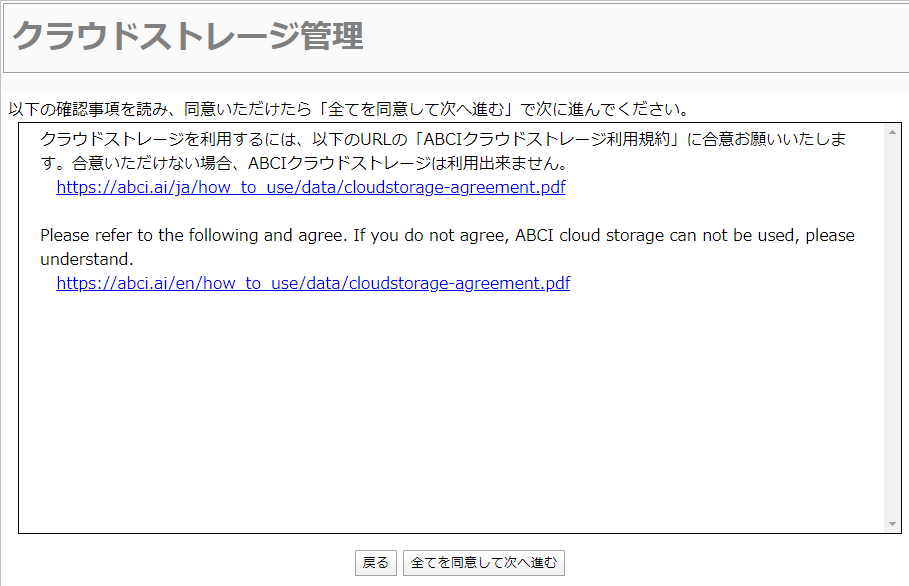 クラウドストレージ管理
以下の確認事項を読み、同意いただけたら「全てを同意して次へ進む」で次に進んでください。
クラウドストレージを利用するには、以下のURLの「ABCIクラウドストレージ利用規約」に合意お願いいたしま
す。合意いただけない場合、ABCIクラウドストレージは利用出来ません。
https://abci.ai/ja/how_to_use/data/cloudstorage-agreement.pdf
Please refer to the following and agree. If you do not agree, ABCI cloud storage can not be used, please
understand.
https://abci.ai/en/how_to_use/data/cloudstorage-agreement.pdf
戻る 全てを同意して次へ進む